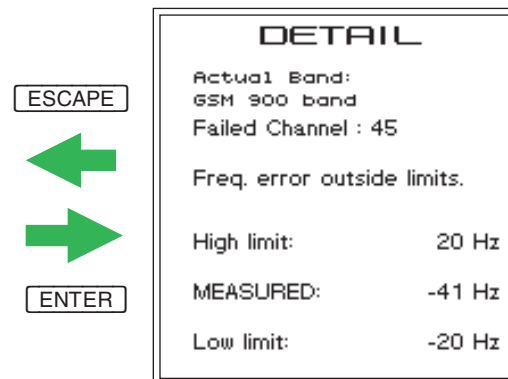 DETAIL
Actual Band:
GSM 900 band
Failed Channel : 45
Freq. error outside limits.
High limit: 20 Hz
MEASURED: -41 Hz
Low limit: -20 Hz
ESCAPE
ENTER